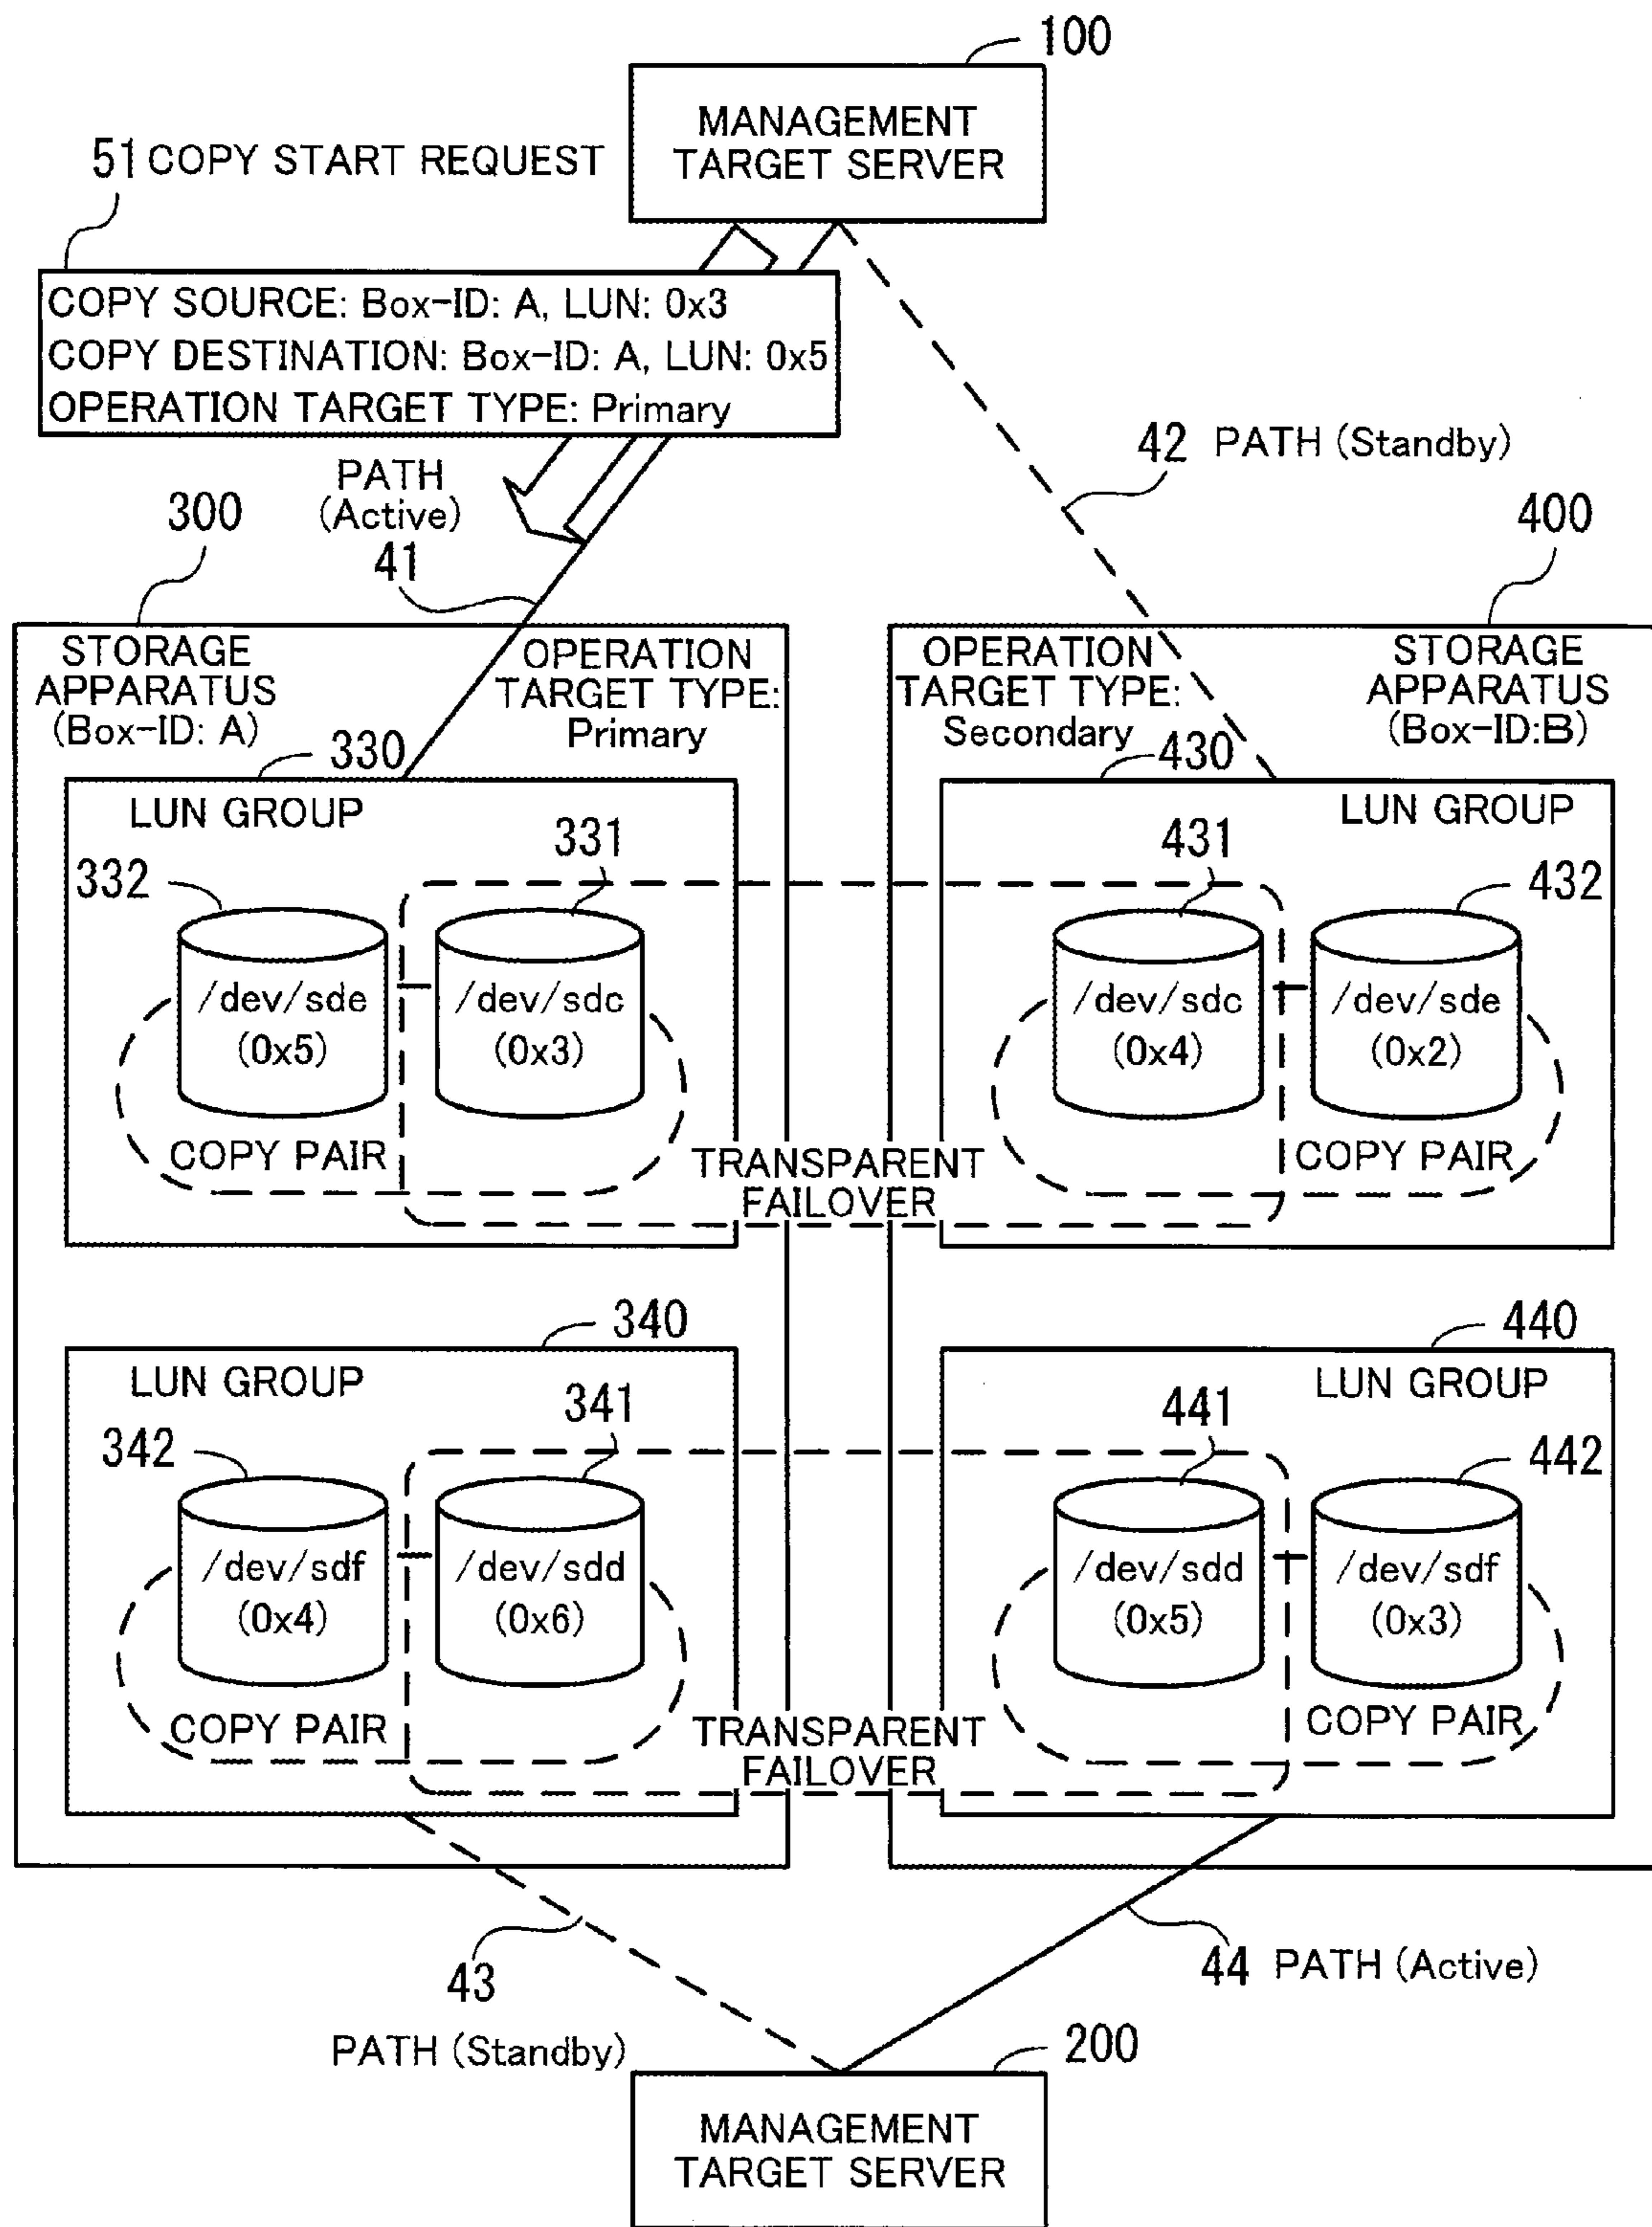 100
MANAGEMENT
TARGET SERVER
51 COPY START REQUEST
COPY SOURCE: Box-ID: A, LUN: 0x3
COPY DESTINATION: Box-ID: A, LUN: 0x5
OPERATION TARGET TYPE: Primary
PATH
(Active)
41
42 PATH (Standby)
300
400
STORAGE
APPARATUS
(Box-ID: A)
OPERATION
TARGET TYPE:
Primary
OPERATION
TARGET TYPE:
Secondary
STORAGE
APPARATUS
(Box-ID:B)
330
LUN GROUP
332
331
/dev/sde
(0x5)
/dev/sdc
(0x3)
COPY PAIR
430
LUN GROUP
431
432
/dev/sdc
(0x4)
/dev/sde
(0x2)
COPY PAIR
TRANSPARENT
FAILOVER
340
LUN GROUP
342
341
/dev/sdf
(0x4)
/dev/sdd
(0x6)
COPY PAIR
440
LUN GROUP
441
442
/dev/sdd
(0x5)
/dev/sdf
(0x3)
COPY PAIR
TRANSPARENT
FAILOVER
43
PATH (Standby)
44 PATH (Active)
200
MANAGEMENT
TARGET SERVER